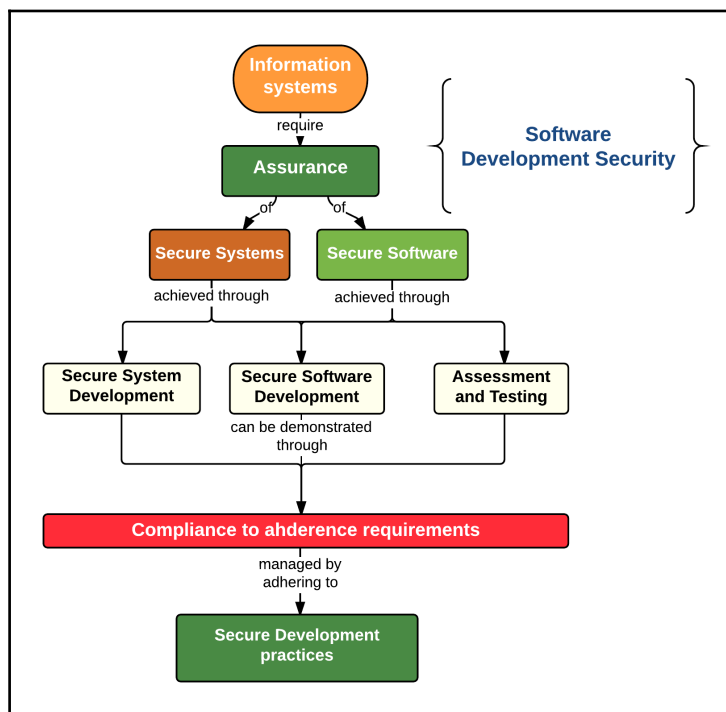 Information
systems
require
Software
Development Security
Assurance
of
of
Secure Systems
Secure Software
achieved through
achieved through
Secure System
Development
Secure Software
Development
Assessment
and Testing
can be demonstrated
through
Compliance to ahderence requirements
managed by
adhering to
Secure Development
practices